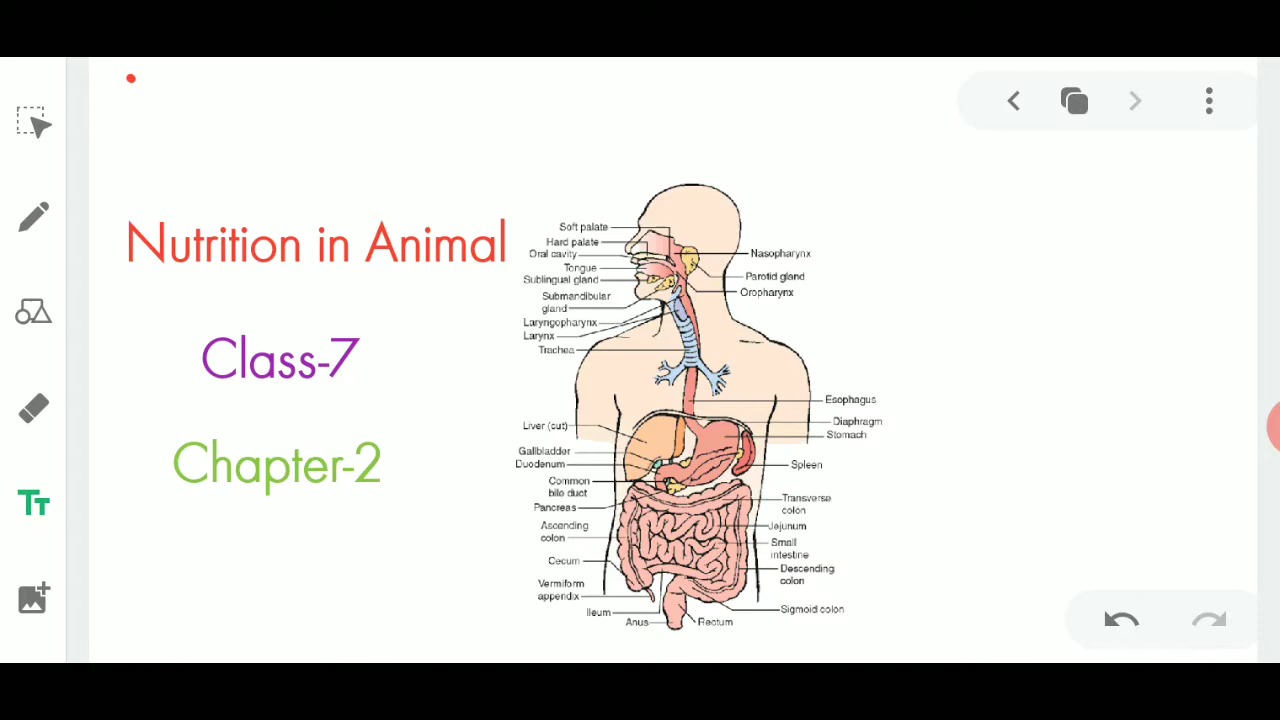 Nutrition in Animal
Class-7
Chapter-2
Soft palate
Hard palate
Oral cavity
Tongue
Sublingual gland
Submandibular
gland
Laryngopharynx
Larynx
Trachea
Liver (cut)
Gallbladder
Duodenum
Common
bile duct
Pancreas
Ascending
colon
Cecum
Vermiform
appendix
Ileum
Anus
Nasopharynx
Parotid gland
Oropharynx
Esophagus
Diaphragm
Stomach
Spleen
Transverse
colon
Jejunum
Small
intestine
Descending
colon
Sigmoid colon
Rectum
TT